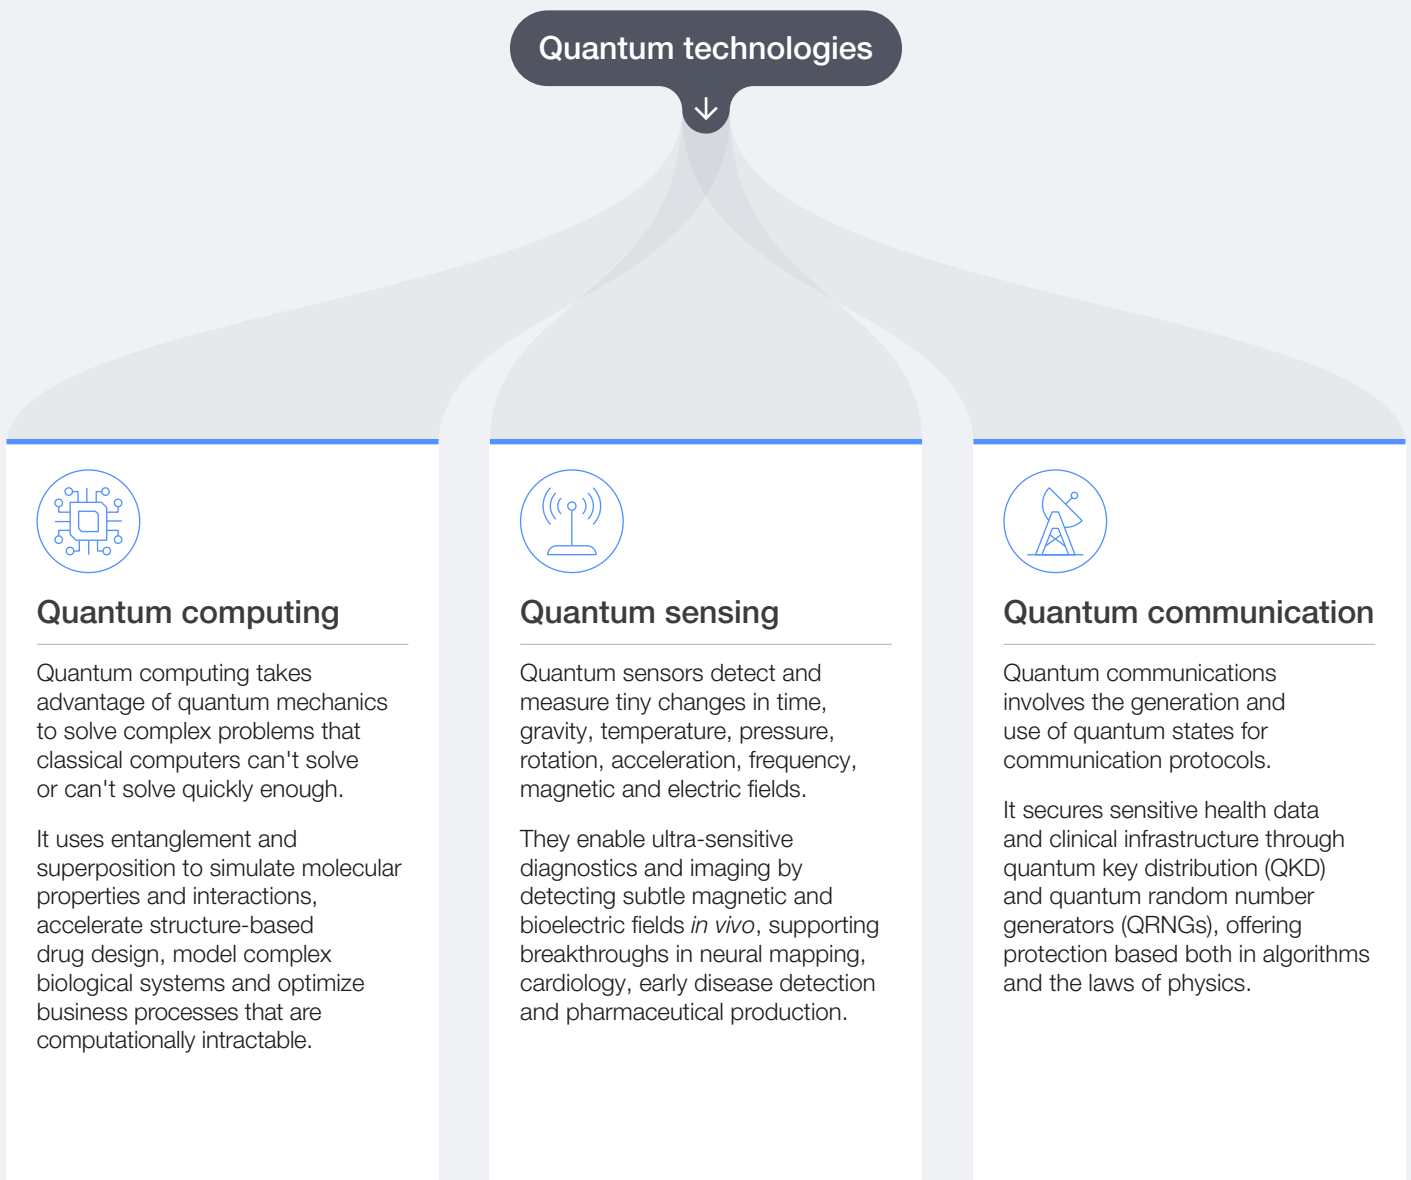 Quantum technologies
Quantum computing
Quantum computing takes
advantage of quantum mechanics
to solve complex problems that
classical computers can't solve
or can't solve quickly enough.
It uses entanglement and
superposition to simulate molecular
properties and interactions,
accelerate structure-based
drug design, model complex
biological systems and optimize
business processes that are
computationally intractable.
Quantum sensing
Quantum sensors detect and
measure tiny changes in time,
gravity, temperature, pressure,
rotation, acceleration, frequency,
magnetic and electric fields.
They enable ultra-sensitive
diagnostics and imaging by
detecting subtle magnetic and
bioelectric fields in vivo, supporting
breakthroughs in neural mapping,
cardiology, early disease detection
and pharmaceutical production.
Quantum communication
Quantum communications
involves the generation and
use of quantum states for
communication protocols.
It secures sensitive health data
and clinical infrastructure through
quantum key distribution (QKD)
and quantum random number
generators (QRNGs), offering
protection based both in algorithms
and the laws of physics.